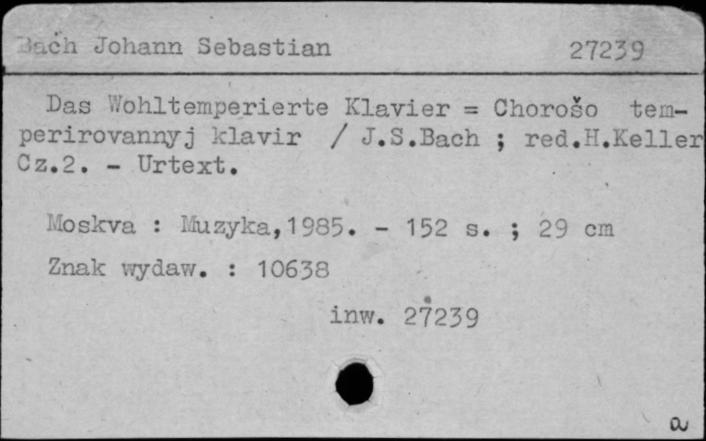 Bach Johann Sebastian 27239
Das Wohltemperierte Klavier = Chorošo tem-
perirovannyj klavir / J.S.Bach ; red.H.Keller
Cz.2. - Urtext.
Moskva : Muzyka,1985. - 152 s. ; 29 cm
Znak wydaw. : 10638
inw. 27239
a